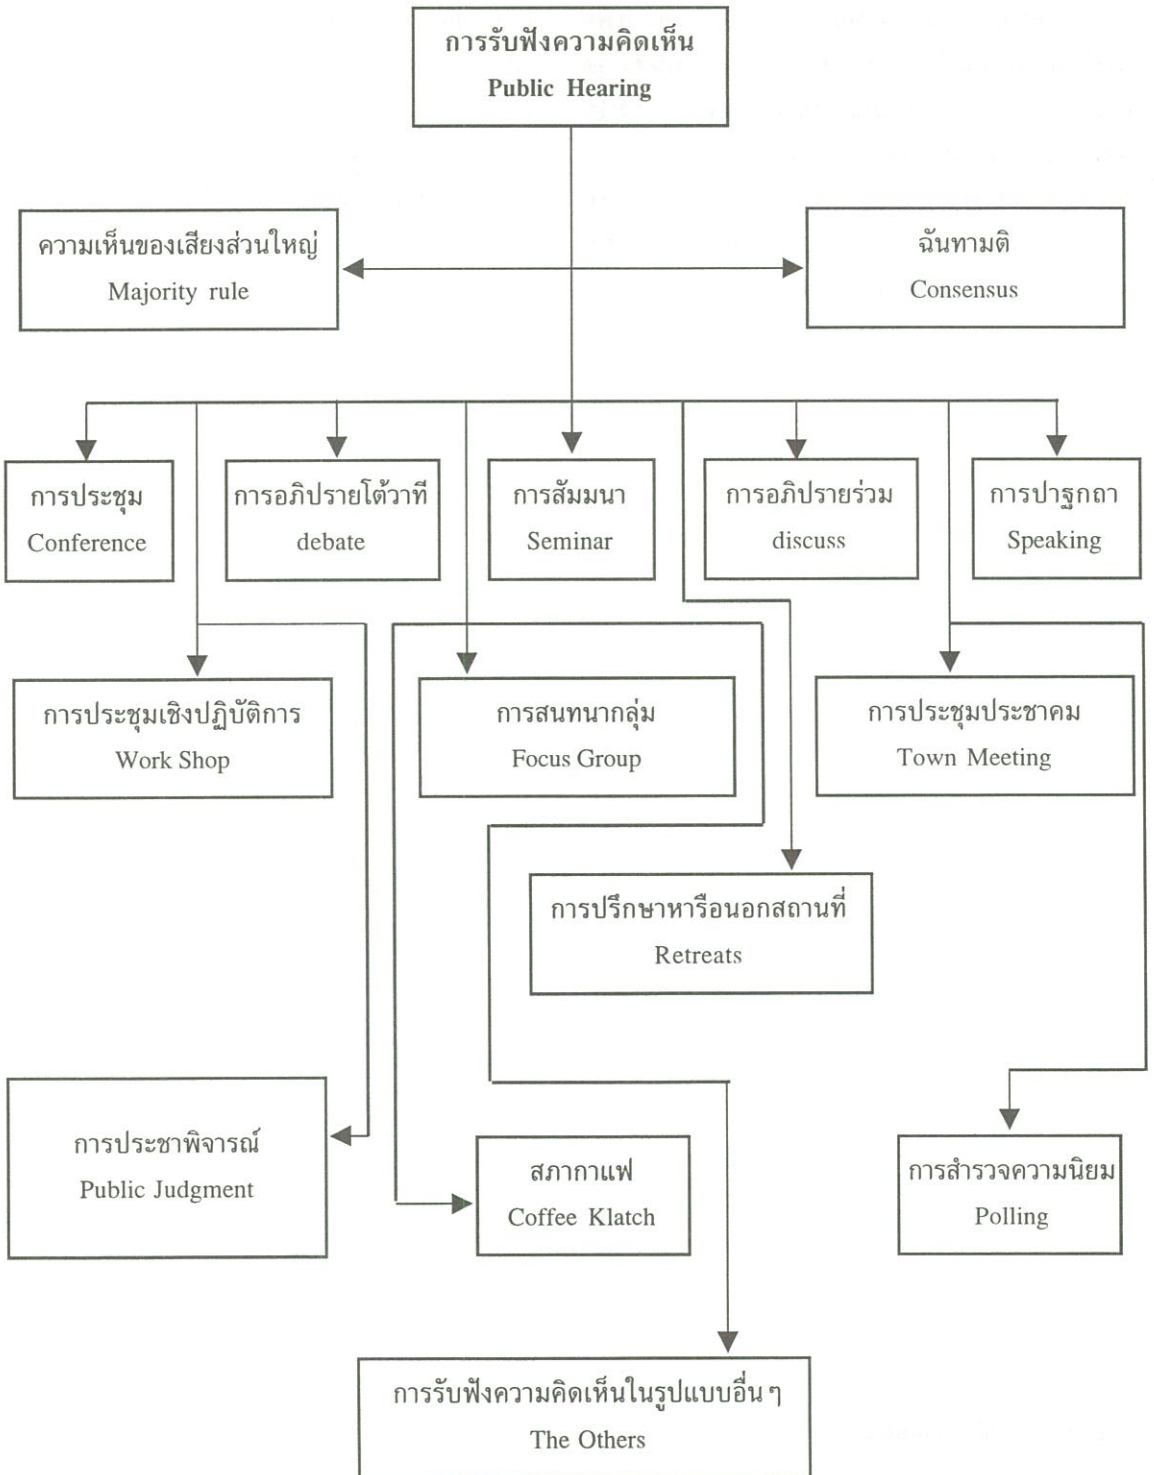 การรับฟังความคิดเห็น
Public Hearing
ความเห็นของเสียงส่วนใหญ่
Majority rule
ฉันทามติ
Consensus
การประชุม
Conference
การอภิปรายโต้วาที
debate
การสัมมนา
Seminar
การอภิปรายร่วม
discuss
การปาฐกถา
Speaking
การประชุมเชิงปฏิบัติการ
Work Shop
การสนทนากลุ่ม
Focus Group
การประชุมประชาคม
Town Meeting
การปรึกษาหารือนอกสถานที่
Retreats
การประชาพิจารณ์
Public Judgment
สภากาแฟ
Coffee Klatch
การสำรวจความนิยม
Polling
การรับฟังความคิดเห็นในรูปแบบอื่นๆ
The Others